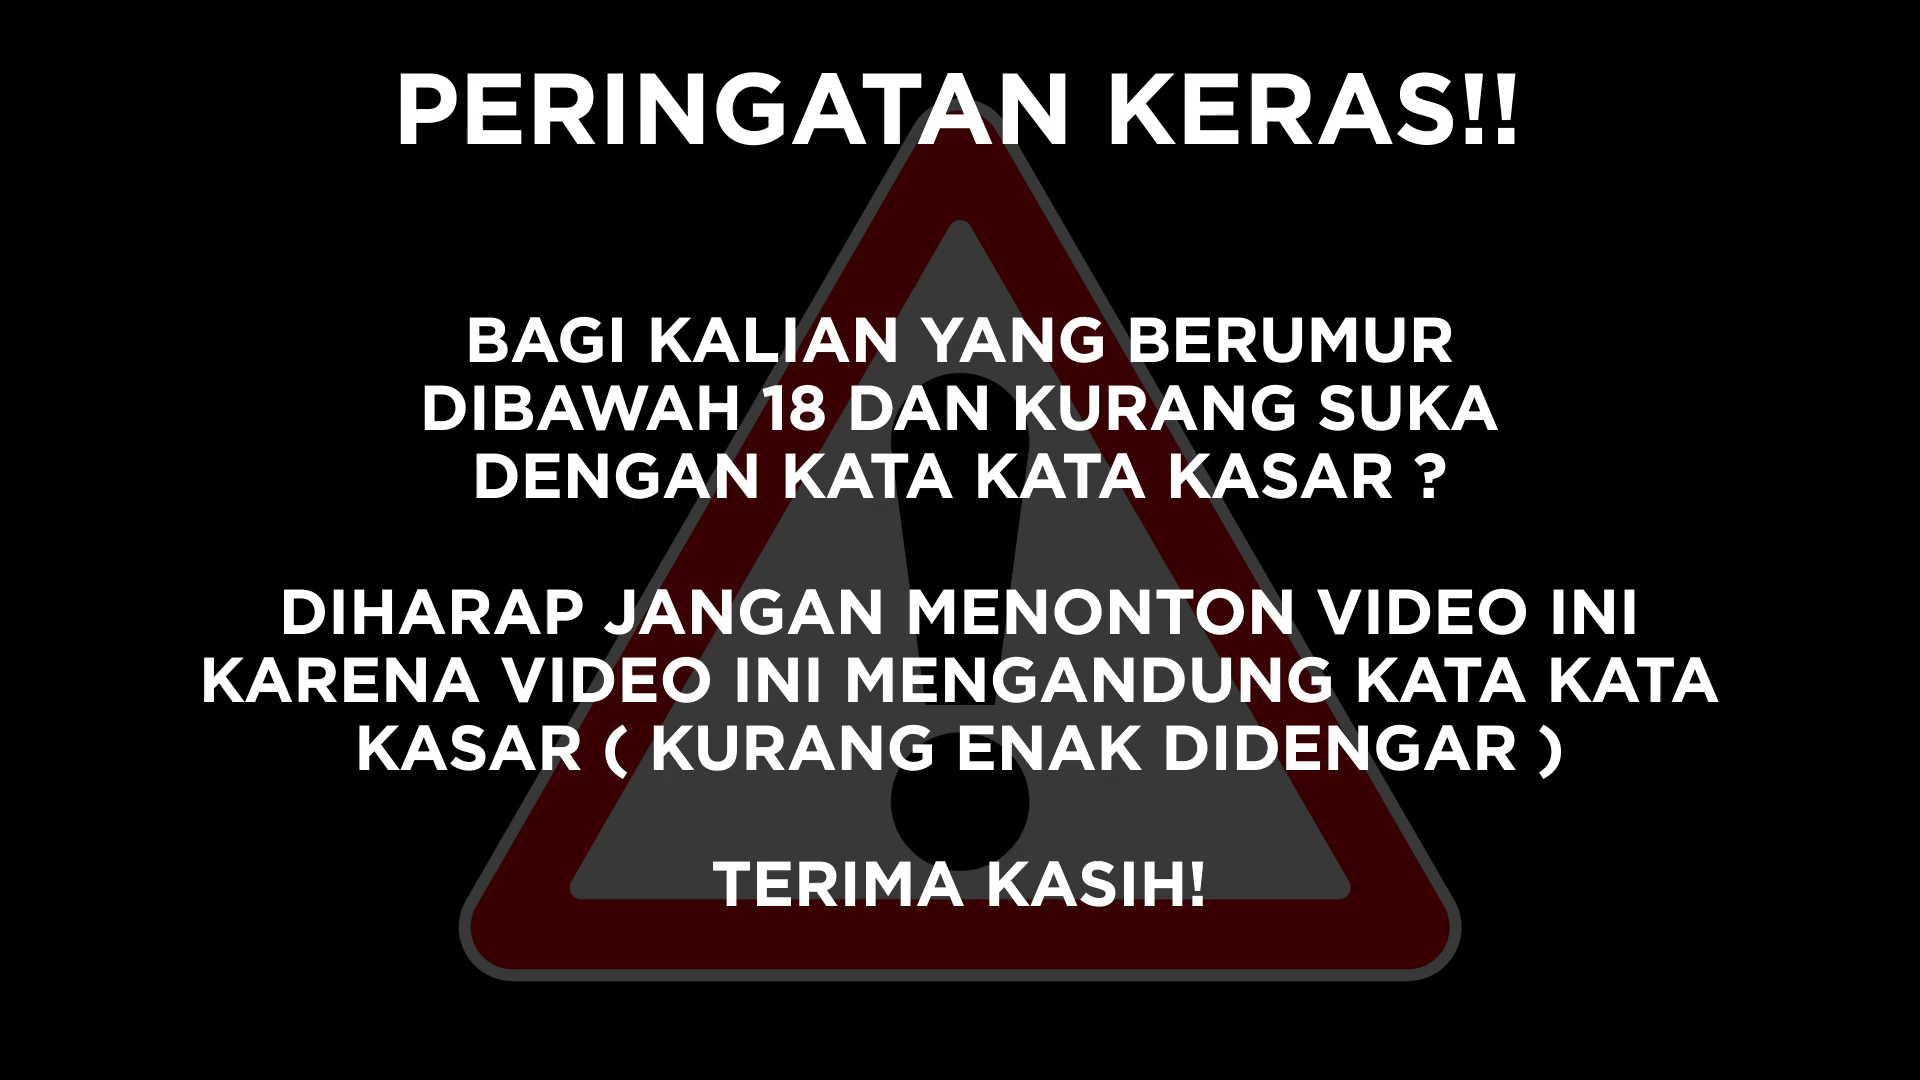 PERINGATAN KERAS!!
BAGI KALIAN YANG BERUMUR
DIBAWAH 18 DAN KURANG SUKA
DENGAN KATA KATA KASAR ?
DIHARAP JANGAN MENONTON VIDEO INI
KARENA VIDEO INI MENGANDUNG KATA KATA
KASAR ( KURANG ENAK DIDENGAR )
TERIMA KASIH!